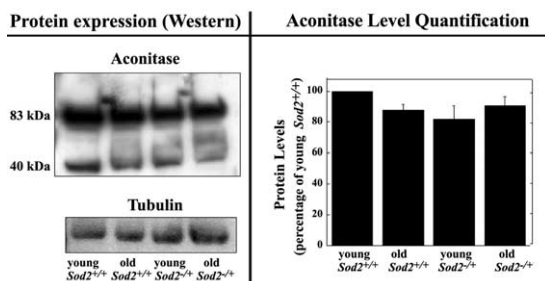 Protein expression (Western)
Aconitase
83 kDa
40 kDa
Tubulin
young old young old
Sod2+/+ Sod2+/+ Sod2-/+ Sod2-/+
Aconitase Level Quantification
Protein Levels
(percentage of young Sod2+/+)
100
80
60
40
20
0
young old young old
Sod2+/+ Sod2+/+ Sod2-/+ Sod2-/+